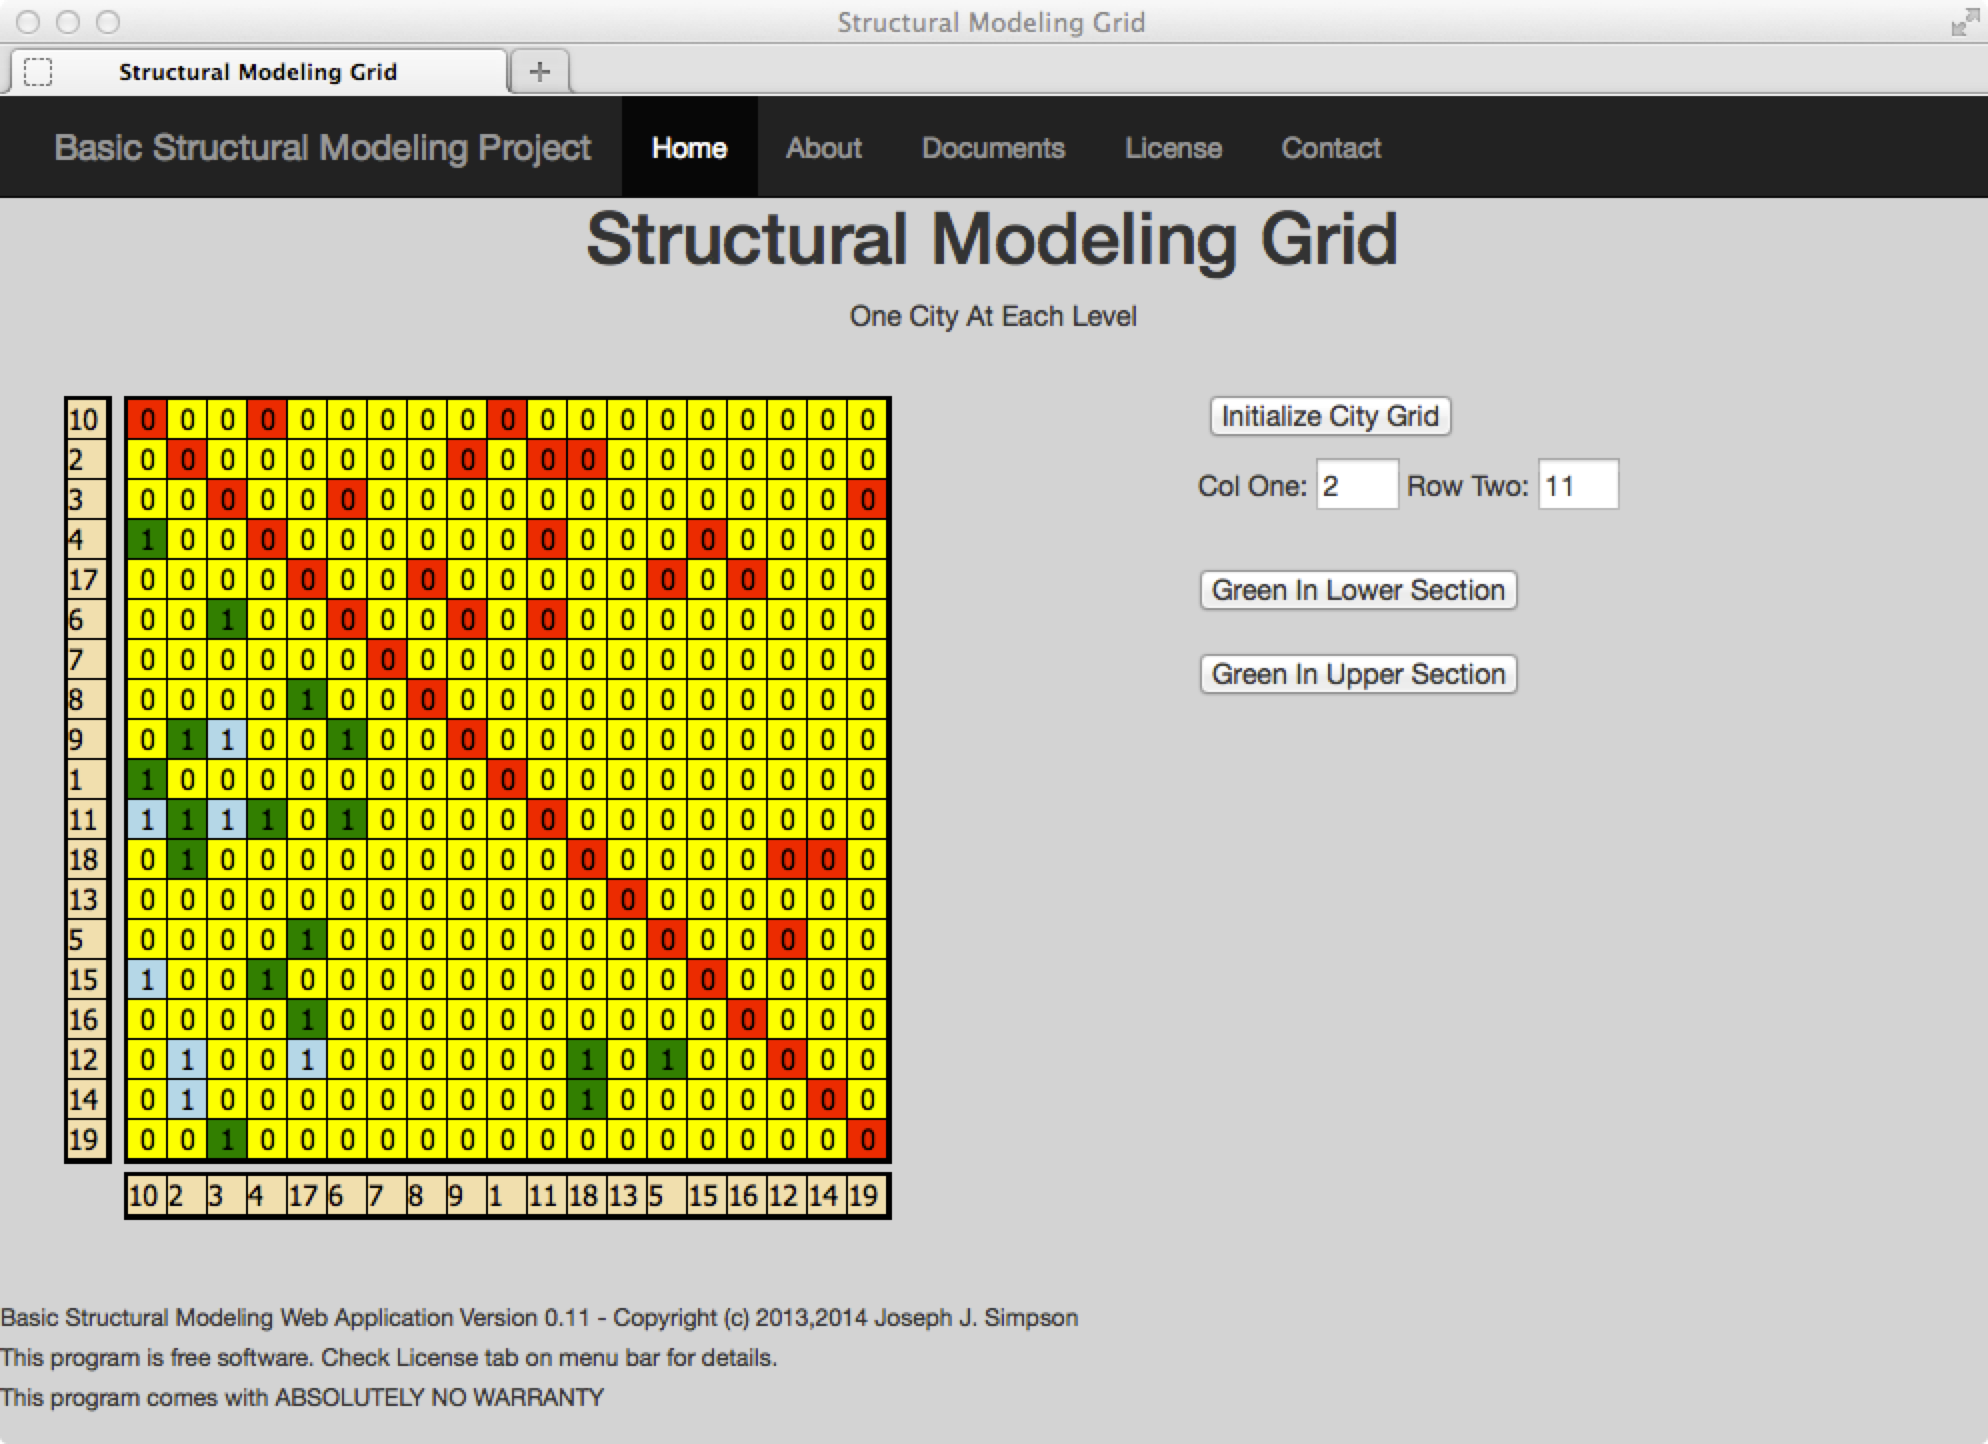 Structural Modeling Grid
Structural Modeling Grid +
Basic Structural Modeling Project Home About Documents License Contact
Structural Modeling Grid
One City At Each Level
10 0 0 0 0 0 0 0 0 0 0 0 0 0 0 0 0 0 0 0
2 0 0 0 0 0 0 0 0 0 0 0 0 0 0 0 0 0 0 0
3 0 0 0 0 0 0 0 0 0 0 0 0 0 0 0 0 0 0 0
4 1 0 0 0 0 0 0 0 0 0 0 0 0 0 0 0 0 0 0
17 0 0 0 0 0 0 0 0 0 0 0 0 0 0 0 0 0 0 0
6 0 0 1 0 0 0 0 0 0 0 0 0 0 0 0 0 0 0 0
7 0 0 0 0 0 0 0 0 0 0 0 0 0 0 0 0 0 0 0
8 0 0 0 0 1 0 0 0 0 0 0 0 0 0 0 0 0 0 0
9 0 1 1 0 0 1 0 0 0 0 0 0 0 0 0 0 0 0 0
1 1 0 0 0 0 0 0 0 0 0 0 0 0 0 0 0 0 0 0
11 1 1 1 1 0 1 0 0 0 0 0 0 0 0 0 0 0 0 0
18 0 1 0 0 0 0 0 0 0 0 0 0 0 0 0 0 0 0 0
13 0 0 0 0 0 0 0 0 0 0 0 0 0 0 0 0 0 0 0
5 0 0 0 0 1 0 0 0 0 0 0 0 0 0 0 0 0 0 0
15 1 0 0 1 0 0 0 0 0 0 0 0 0 0 0 0 0 0 0
16 0 0 0 0 1 0 0 0 0 0 0 0 0 0 0 0 0 0 0
12 0 1 0 0 1 0 0 0 0 0 0 1 0 1 0 0 0 0 0
14 0 1 0 0 0 0 0 0 0 0 0 1 0 0 0 0 0 0 0
19 0 0 1 0 0 0 0 0 0 0 0 0 0 0 0 0 0 0 0
10 2 3 4 17 6 7 8 9 1 11 18 13 5 15 16 12 14 19
Initialize City Grid
Col One: 2 Row Two: 11
Green In Lower Section
Green In Upper Section
Basic Structural Modeling Web Application Version 0.11 - Copyright (c) 2013,2014 Joseph J. Simpson
This program is free software. Check License tab on menu bar for details.
This program comes with ABSOLUTELY NO WARRANTY